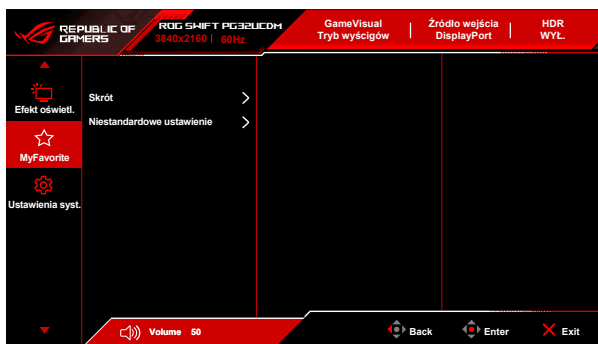 REPUBLIC OF
GAMERS
ROG SWIFT PG32UCDM
3840x2160 | 60Hz
GameVisual
Tryb wyścigów
Źródło wejścia
DisplayPort
HDR
WYŁ.
Efekt oświetl.
MyFavorite
Ustawienia syst.
Skrót
Niestandardowe ustawienie
Volume 50
Back
Enter
Exit